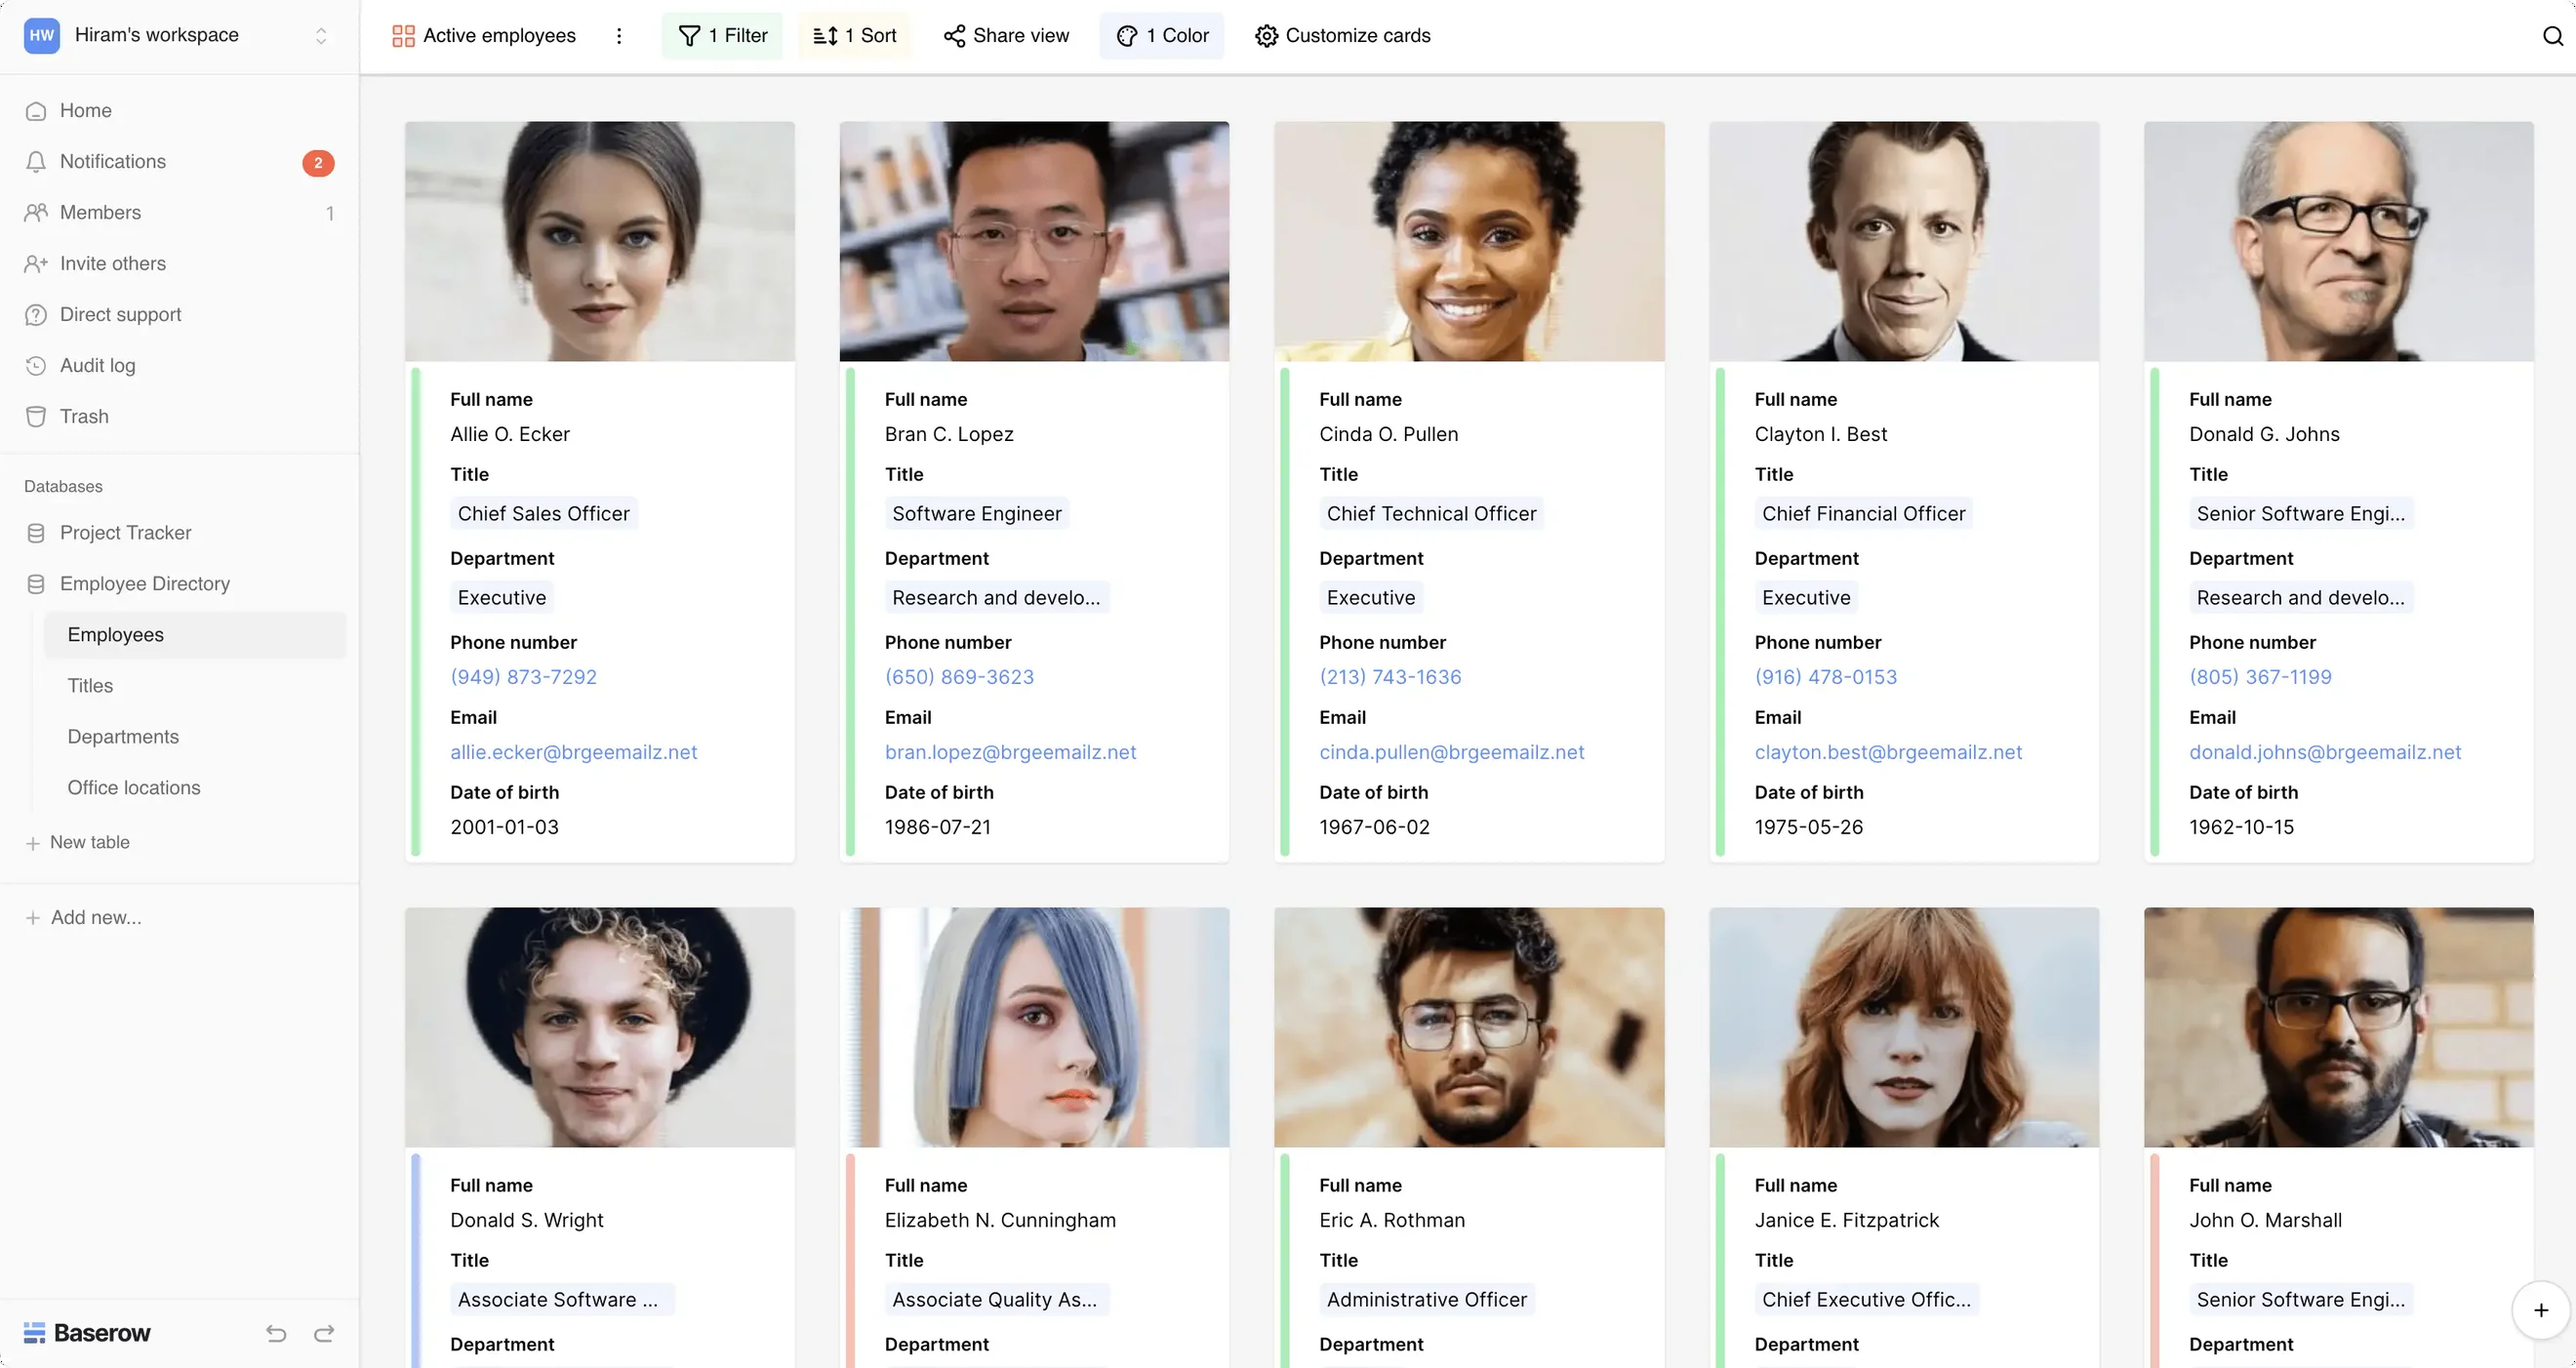 HW Hiram's workspace
Active employees
1 Filter
1 Sort
Share view
1 Color
Customize cards
Home
Notifications 2
Members 1
Invite others
Direct support
Audit log
Trash
Databases
Project Tracker
Employee Directory
Employees
Titles
Departments
Office locations
+ New table
+ Add new...
Baserow
Full name
Allie O. Ecker
Title
Chief Sales Officer
Department
Executive
Phone number
(949) 873-7292
Email
allie.ecker@brgeemailz.net
Date of birth
2001-01-03
Full name
Bran C. Lopez
Title
Software Engineer
Department
Research and develo...
Phone number
(650) 869-3623
Email
bran.lopez@brgeemailz.net
Date of birth
1986-07-21
Full name
Cinda O. Pullen
Title
Chief Technical Officer
Department
Executive
Phone number
(213) 743-1636
Email
cinda.pullen@brgeemailz.net
Date of birth
1967-06-02
Full name
Clayton I. Best
Title
Chief Financial Officer
Department
Executive
Phone number
(916) 478-0153
Email
clayton.best@brgeemailz.net
Date of birth
1975-05-26
Full name
Donald G. Johns
Title
Senior Software Engi...
Department
Research and develo...
Phone number
(805) 367-1199
Email
donald.johns@brgeemailz.net
Date of birth
1962-10-15
Full name
Donald S. Wright
Title
Associate Software ...
Department
Full name
Elizabeth N. Cunningham
Title
Associate Quality As...
Department
Full name
Eric A. Rothman
Title
Administrative Officer
Department
Full name
Janice E. Fitzpatrick
Title
Chief Executive Offic...
Department
Full name
John O. Marshall
Title
Senior Software Engi...
Department